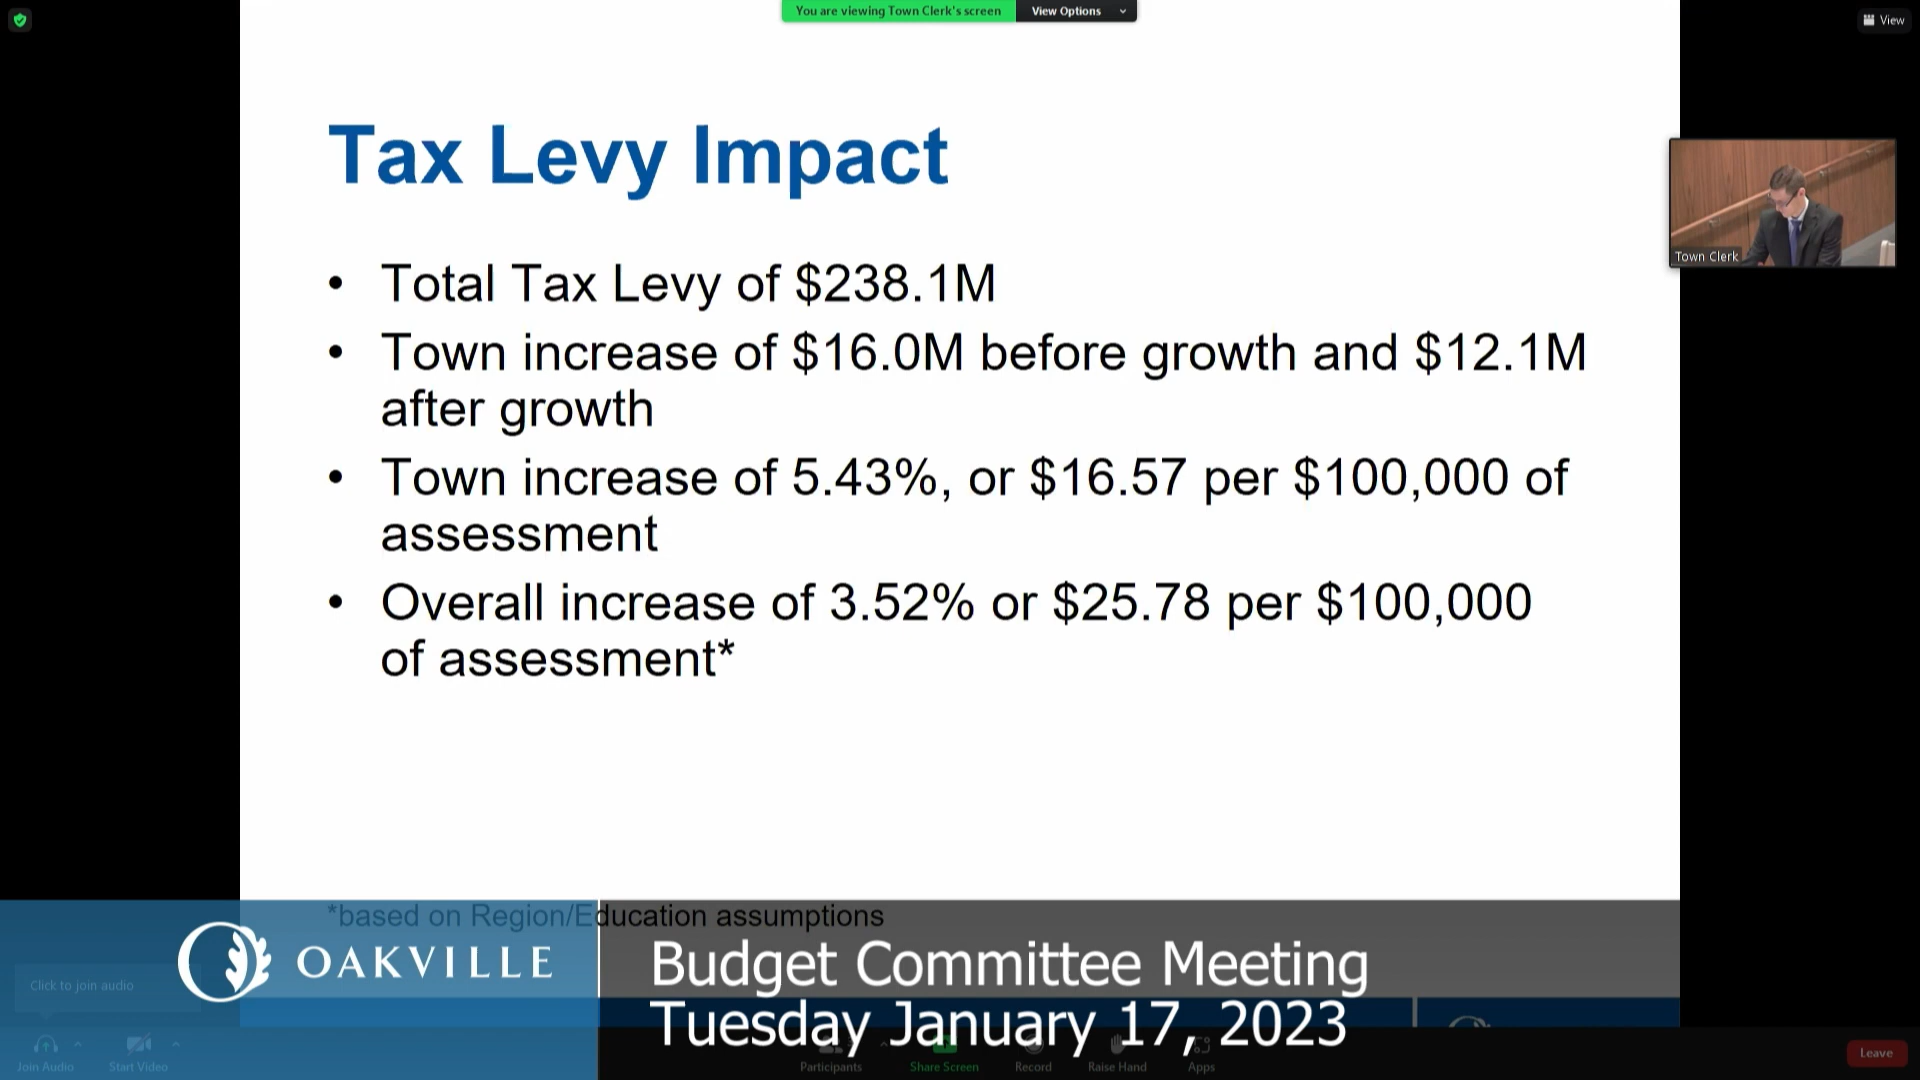 You are viewing Town Clerk's screen
View Options
View
Tax Levy Impact
• Total Tax Levy of $238.1M
• Town increase of $16.0M before growth and $12.1M
after growth
• Town increase of 5.43%, or $16.57 per $100,000 of
assessment
• Overall increase of 3.52% or $25.78 per $100,000
of assessment*
Town Clerk
*based on Region/Education assumptions
OAKVILLE
Budget Committee Meeting
Tuesday January 17, 2023
Click to join audio
Join Audio
Start Video
Participants
Share Screen
Record
Raise Hand
Apps
Leave